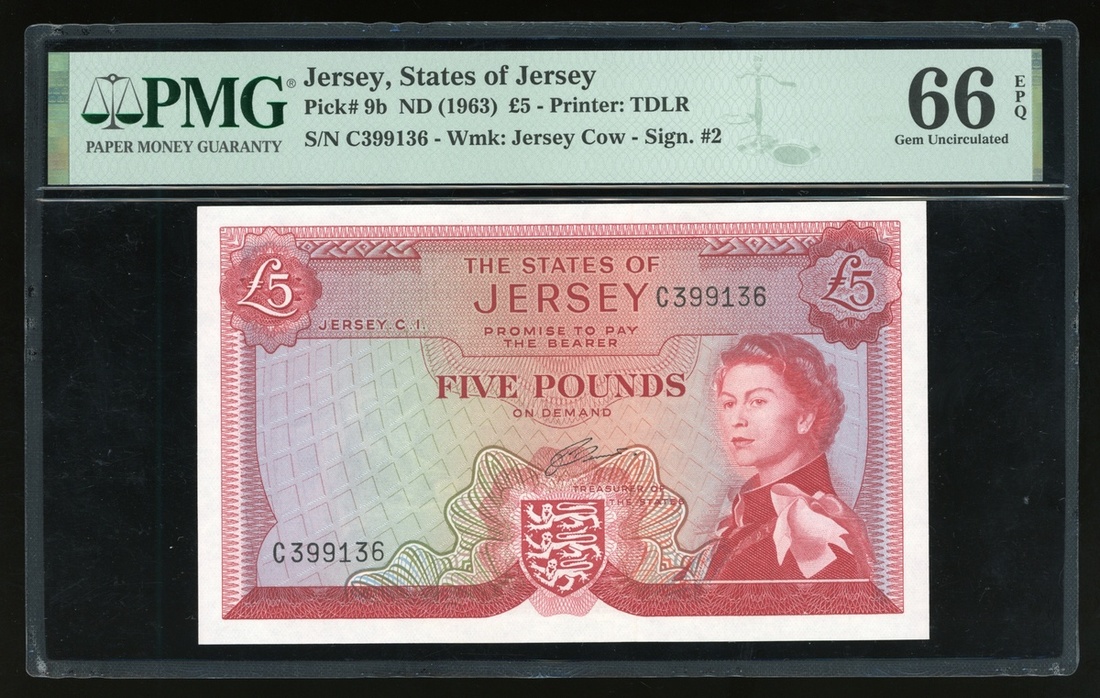 PMG®
PAPER MONEY GUARANTY
Jersey, States of Jersey
Pick# 9b ND (1963) £5 - Printer: TDLR
S/N C399136 - Wmk: Jersey Cow - Sign. #2
66 EPQ
Gem Uncirculated
£5
£5
THE STATES OF
JERSEY C399136
JERSEY. C. I.
PROMISE TO PAY
THE BEARER
FIVE POUNDS
ON DEMAND
TREASURER OF
THE STATES
C399136